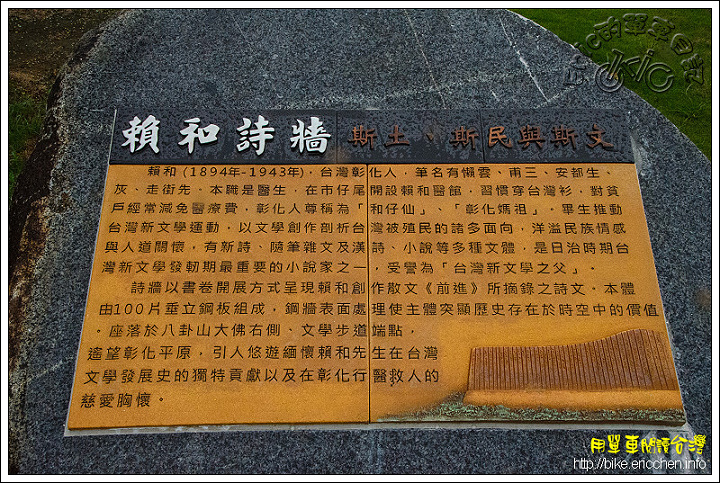 賴和詩牆 斯土、斯民與斯文
賴和(1894年-1943年),台灣彰化人,筆名有懶雲、甫三、安都生、
灰、走街先。本職是醫生,在市仔尾開設賴和醫館,習慣穿台灣衫,對貧
戶經常減免醫療費,彰化人尊稱為「和仔仙」、「彰化媽祖」。畢生推動
台灣新文學運動,以文學創作剖析台灣被殖民的諸多面向,洋溢民族情感
與人道關懷,有新詩、隨筆雜文及漢詩、小說等多種文體,是日治時期台
灣新文學發軔期最重要的小說家之一,受譽為「台灣新文學之父」。
詩牆以書卷開展方式呈現賴和創作散文《前進》所摘錄之詩文。本體
由100片垂立鋼板組成,鋼牆表面處理使主體突顯歷史存在於時空中的價值
。座落於八卦山大佛右側、文學步道端點,
遙望彰化平原,引人悠遊緬懷賴和先生在台灣
文學發展史的獨特貢獻以及在彰化行醫救人的
慈愛胸懷。
用單車閱讀台灣
http://bike.ericchen.info